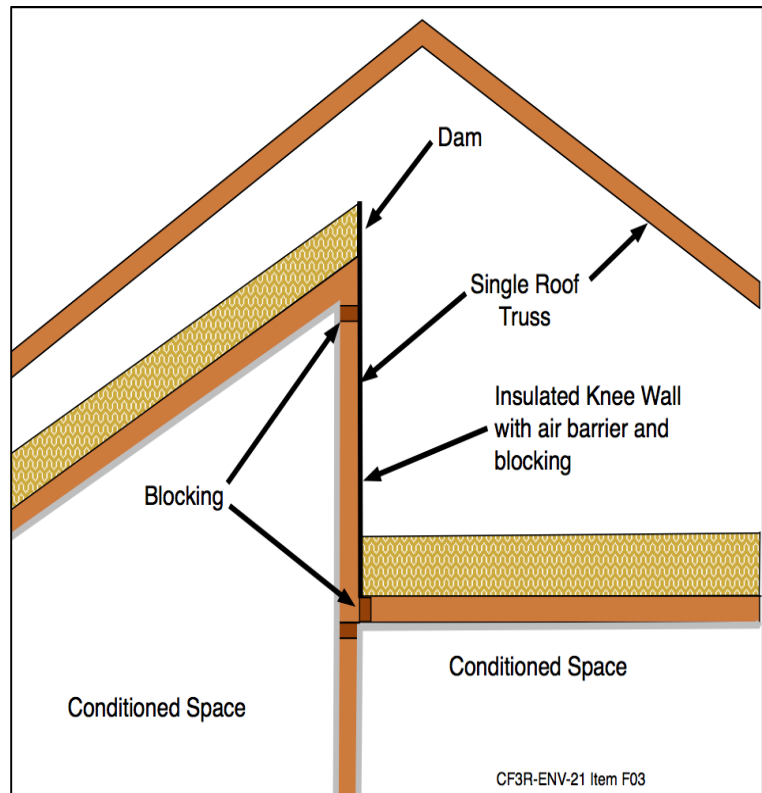 Dam
Single Roof
Truss
Insulated Knee Wall
with air barrier and
blocking
Blocking
Conditioned Space
Conditioned Space
CF3R-ENV-21 Item F03